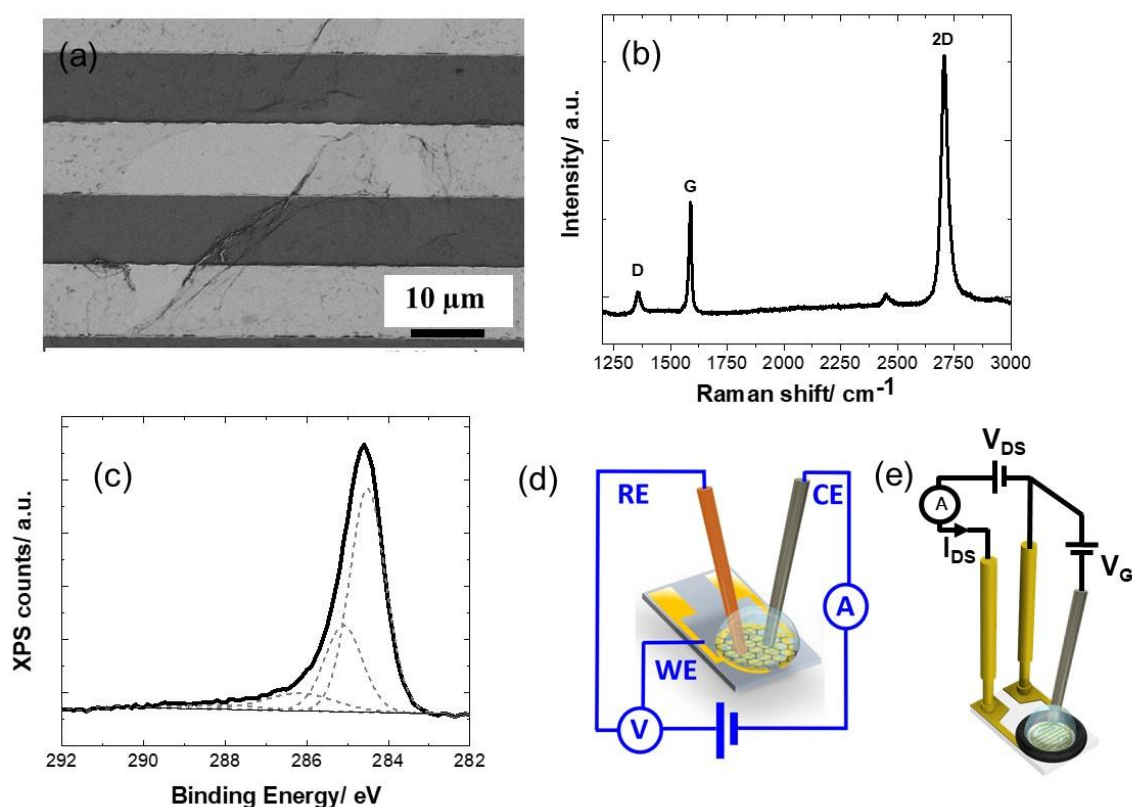 (a)
10 µm
(b)
Intensity/ a.u.
D
G
2D
1250 1500 1750 2000 2250 2500 2750 3000
Raman shift/ cm-1
(c)
XPS counts/ a.u.
292 290 288 286 284 282
Binding Energy/ eV
(d)
RE
CE
WE
A
V
(e)
VDS
A
IDS
VG